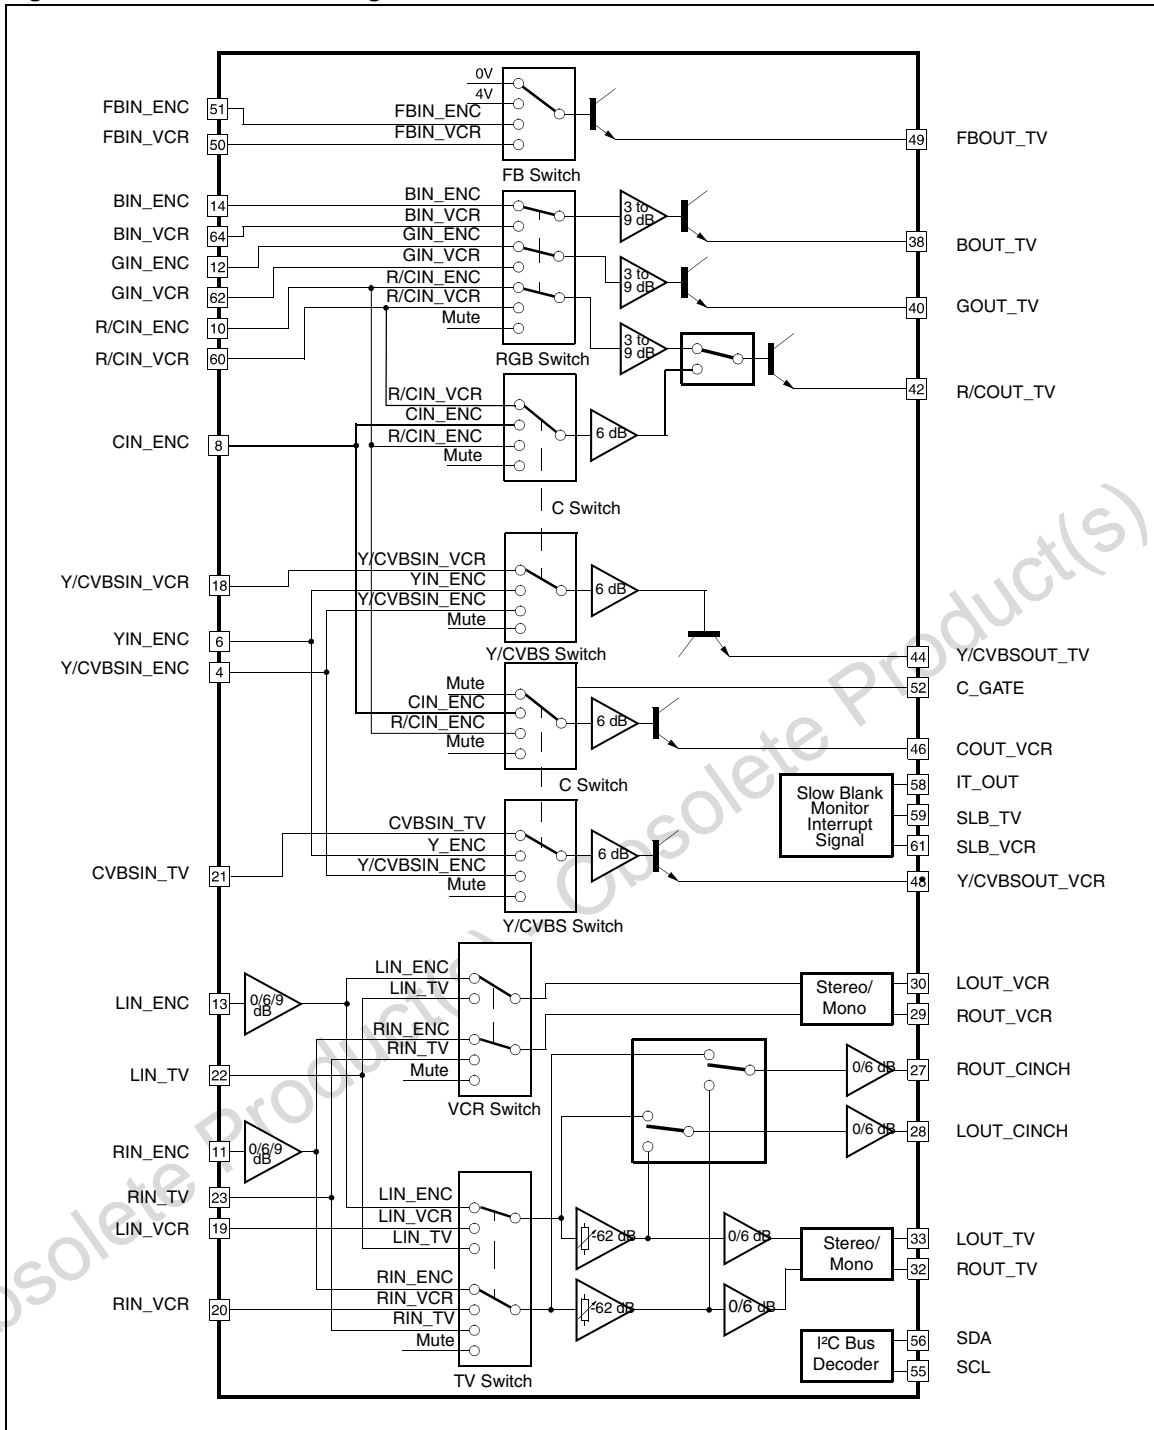 0V
4V
FBIN_ENC
51
FBIN_ENC
FBIN_VCR
50
FBIN_VCR
49
FBOUT_TV
FB Switch
BIN_ENC
14
BIN_ENC
BIN_VCR
64
BIN_VCR
GIN_ENC
12
GIN_ENC
GIN_VCR
62
GIN_VCR
R/CIN_ENC
10
R/CIN_ENC
R/CIN_VCR
60
R/CIN_VCR
Mute
RGB Switch
3 to
9 dB
38
BOUT_TV
3 to
9 dB
40
GOUT_TV
3 to
9 dB
42
R/COUT_TV
R/CIN_VCR
CIN_ENC
8
CIN_ENC
R/CIN_ENC
Mute
6 dB
C Switch
Y/CVBSIN_VCR
18
Y/CVBSIN_VCR
YIN_ENC
Y/CVBSIN_ENC
Mute
6 dB
YIN_ENC
6
Y/CVBSIN_ENC
4
Y/CVBS Switch
44
Y/CVBSOUT_TV
52
C_GATE
Mute
CIN_ENC
R/CIN_ENC
Mute
6 dB
46
COUT_VCR
C Switch
Slow Blank
Monitor
Interrupt
Signal
58
IT_OUT
59
SLB_TV
61
SLB_VCR
CVBSIN_TV
Y_ENC
Y/CVBSIN_ENC
Mute
6 dB
CVBSIN_TV
21
48
Y/CVBSOUT_VCR
Y/CVBS Switch
LIN_ENC
LIN_TV
LIN_ENC
13
0/6/9
dB
RIN_ENC
RIN_TV
Mute
LIN_TV
22
VCR Switch
Stereo/
Mono
30
LOUT_VCR
29
ROUT_VCR
0/6 dB
27
ROUT_CINCH
0/6 dB
28
LOUT_CINCH
RIN_ENC
11
0/6/9
dB
RIN_TV
23
LIN_VCR
19
LIN_ENC
LIN_VCR
LIN_TV
RIN_ENC
RIN_VCR
RIN_TV
Mute
RIN_VCR
20
TV Switch
-62 dB
0/6 dB
-62 dB
0/6 dB
Stereo/
Mono
33
LOUT_TV
32
ROUT_TV
I²C Bus
Decoder
56
SDA
55
SCL
Obsolete Product(s) - Obsolete Product(s)